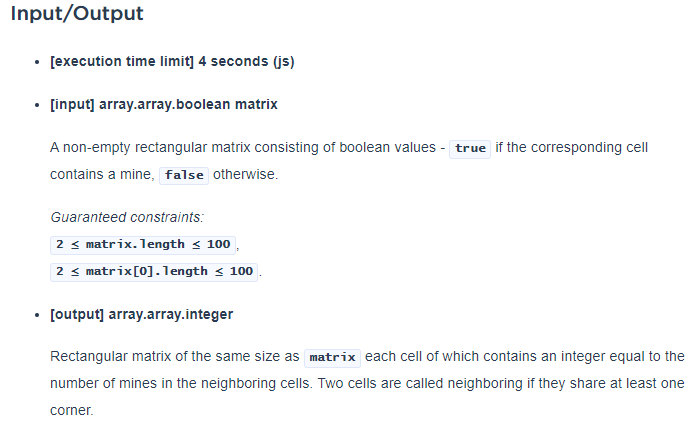 Input/Output
• [execution time limit] 4 seconds (js)
• [input] array.array.boolean matrix
A non-empty rectangular matrix consisting of boolean values - true if the corresponding cell
contains a mine, false otherwise.
Guaranteed constraints:
2 ≤ matrix.length ≤ 100 ,
2 ≤ matrix[0].length ≤ 100 .
• [output] array.array.integer
Rectangular matrix of the same size as matrix each cell of which contains an integer equal to the
number of mines in the neighboring cells. Two cells are called neighboring if they share at least one
corner.